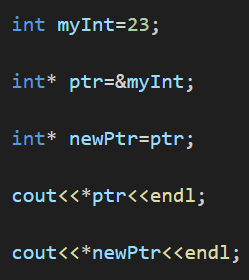 int myInt=23;
int* ptr=&myInt;
int* newPtr=ptr;
cout<<*ptr<<endl;
cout<<*newPtr<<endl;